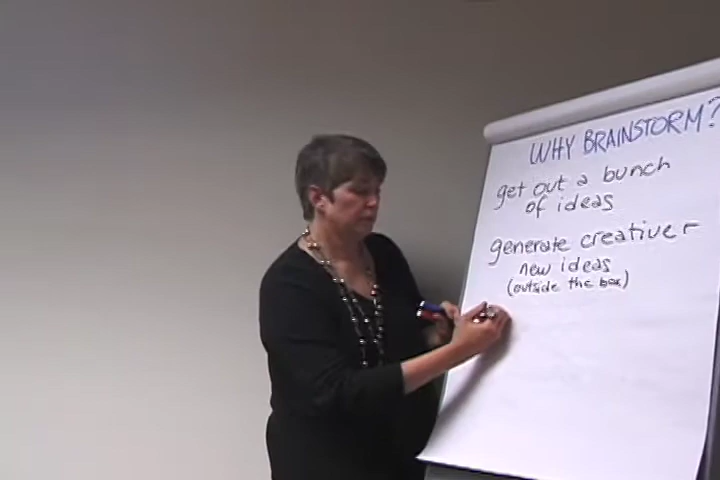 WHY BRAINSTORM?
get out a bunch
of ideas
generate creative r
new ideas
(outside the box)